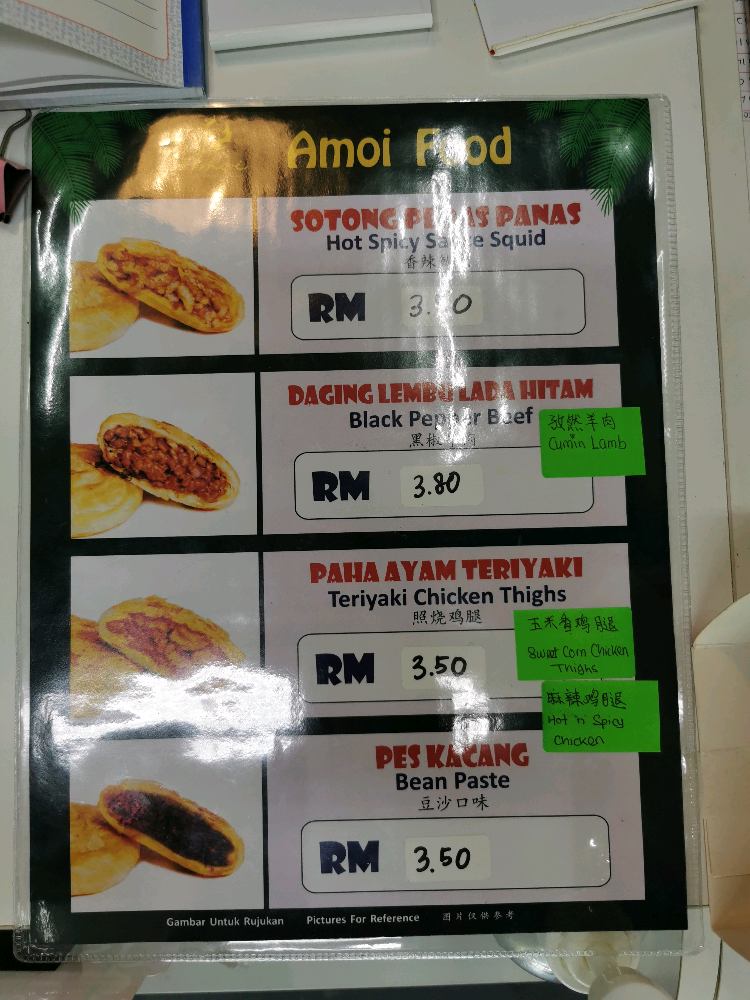 Amoi Food
SOTONG PEDAS PANAS
Hot Spicy Sauce Squid
香辣
RM
DAGING LEMBU LADA HITAM
Black Pepper Beef
黑椒牛肉
孜然羊肉
Cumin Lamb
RM 3.80
PAHA AYAM TERIYAKI
Teriyaki Chicken Thighs
照烧鸡腿
玉米香鸡腿
Sweet Corn Chicken
Thighs
RM 3.50
麻辣鸡腿
Hot 'n' Spicy
Chicken
PES KACANG
Bean Paste
豆沙口味
RM 3.50
Gambar Untuk Rujukan Pictures For Reference 图片仅供参考